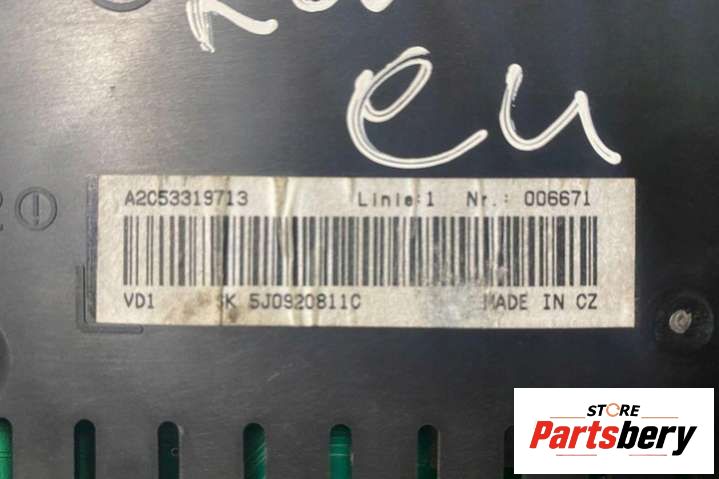 eu
A2C53319713 Linie:1 Nr.: 006671
VD1 SK 5J0920811C MADE IN CZ
STORE
Partsbery